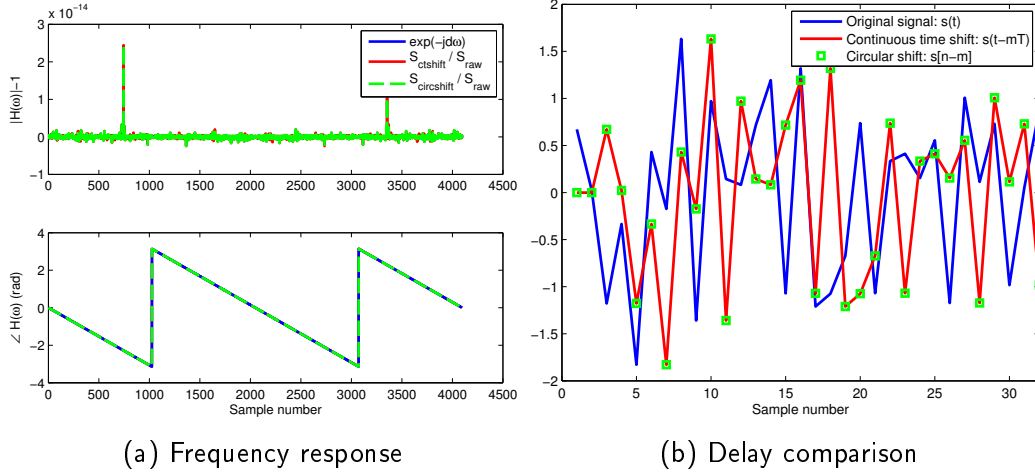 x 10⁻¹⁴
3
2
1
0
−1
|H(ω)|−1
0 500 1000 1500 2000 2500 3000 3500 4000 4500
exp(−jdω)
S_ctshift / S_raw
S_circshift / S_raw
4
2
0
−2
−4
∠ H(ω) (rad)
0 500 1000 1500 2000 2500 3000 3500 4000 4500
Sample number
(a) Frequency response
2
1.5
1
0.5
0
−0.5
−1
−1.5
−2
Original signal: s(t)
Continuous time shift: s(t−mT)
Circular shift: s[n−m]
0 5 10 15 20 25 30
Sample number
(b) Delay comparison